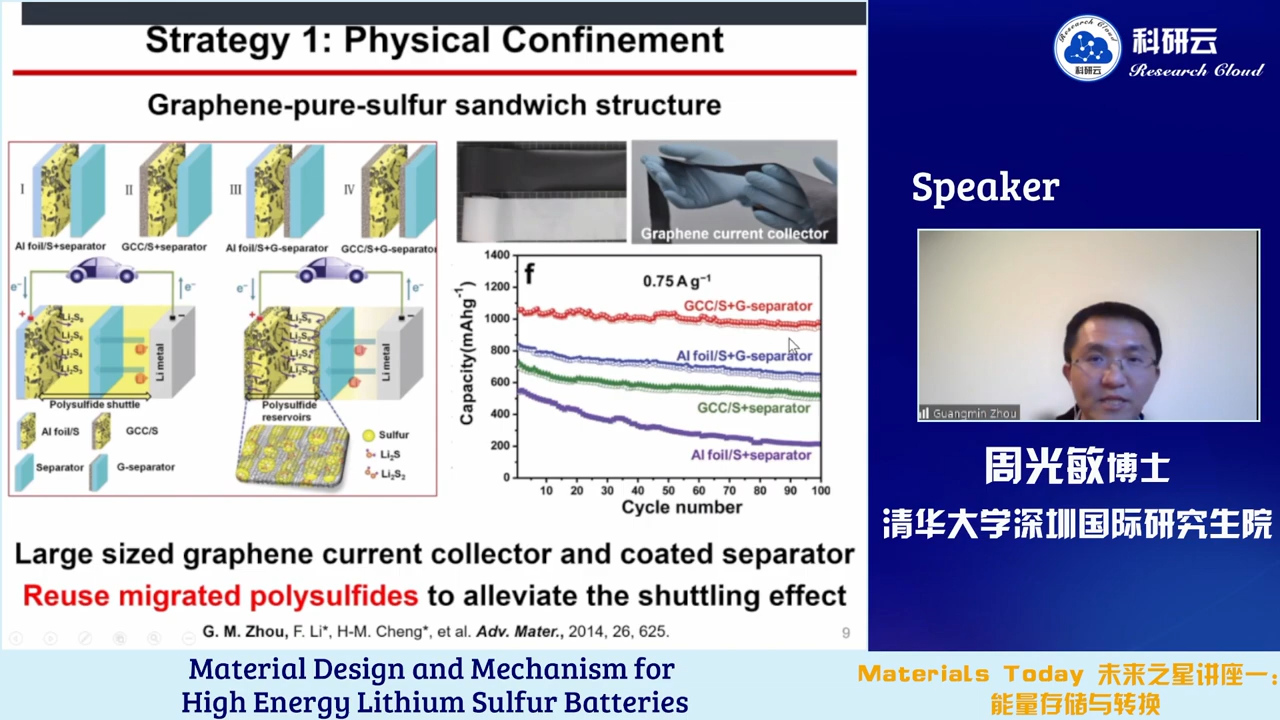 Strategy 1: Physical Confinement
Graphene-pure-sulfur sandwich structure
I
II
III
IV
Al foil/S+separator
GCC/S+separator
Al foil/S+G-separator
GCC/S+G-separator
e⁻
e⁻
e⁻
e⁻
+
+
Li metal
Li metal
Polysulfide shuttle
Polysulfide
reservoirs
Al foil/S
GCC/S
Separator
G-separator
Sulfur
Li₂S
Li₂S₂
Graphene current collector
f
0.75 A g⁻¹
GCC/S+G-separator
Al foil/S+G-separator
GCC/S+separator
Al foil/S+separator
Capacity(mAhg⁻¹)
1400
1200
1000
800
600
400
200
0
10 20 30 40 50 60 70 80 90 100
Cycle number
Large sized graphene current collector and coated separator
Reuse migrated polysulfides to alleviate the shuttling effect
G. M. Zhou, F. Li*, H-M. Cheng*, et al. Adv. Mater., 2014, 26, 625.
9
Research Cloud
科研云
科研云
Research Cloud
Speaker
Guangmin Zhou
周光敏博士
清华大学深圳国际研究生院
Material Design and Mechanism for
High Energy Lithium Sulfur Batteries
Materials Today 未来之星讲座一:
能量存储与转换